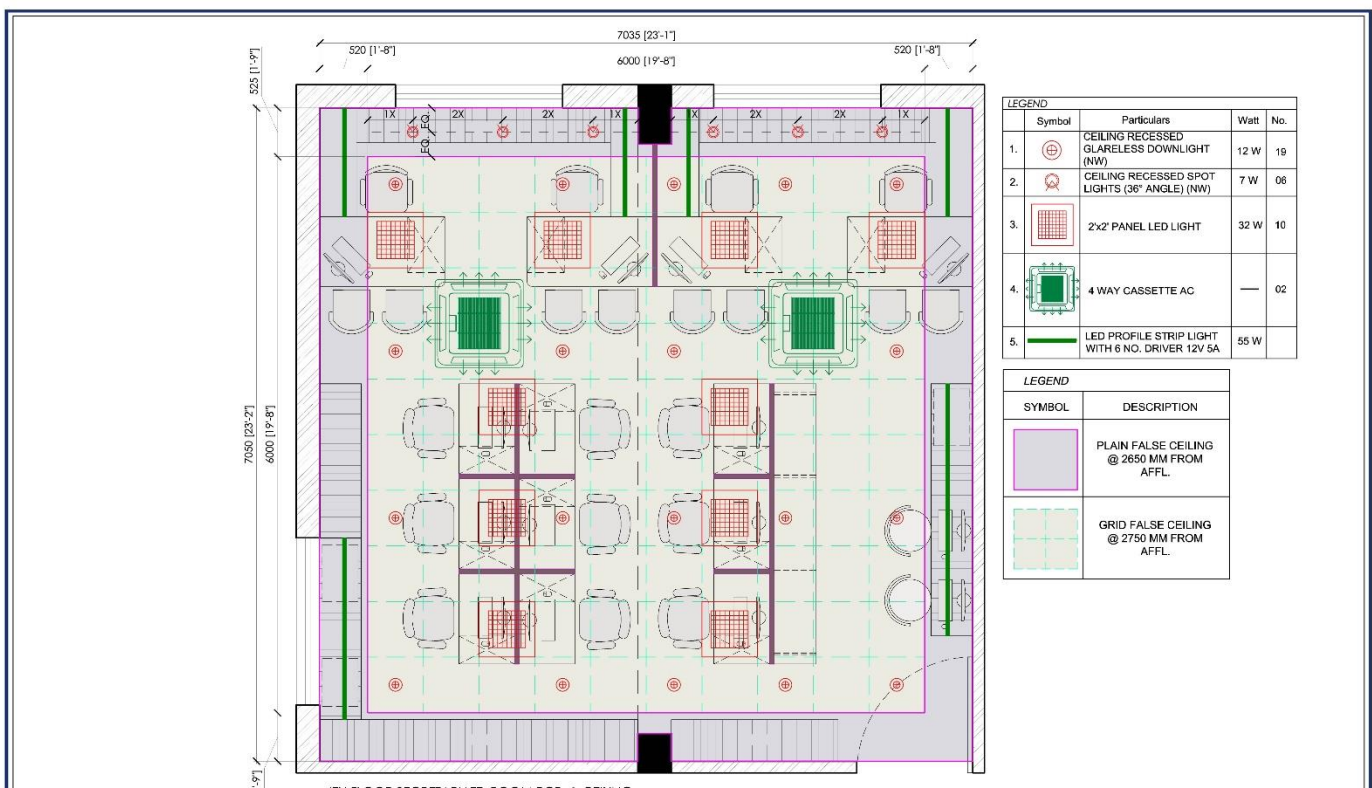 7035 [23'-1"]
520 [1'-8"]
520 [1'-8"]
6000 [19'-8"]
525 [1'-9"]
1X
2X
2X
1X
1X
2X
2X
1X
EQ.
EQ.
7050 [23'-2"]
6000 [19'-8"]
LEGEND
Symbol Particulars Watt No.
1. CEILING RECESSED GLARELESS DOWNLIGHT (NW) 12 W 19
2. CEILING RECESSED SPOT LIGHTS (36° ANGLE) (NW) 7 W 06
3. 2'x2' PANEL LED LIGHT 32 W 10
4. 4 WAY CASSETTE AC — 02
5. LED PROFILE STRIP LIGHT WITH 6 NO. DRIVER 12V 5A 55 W
LEGEND
SYMBOL DESCRIPTION
PLAIN FALSE CEILING
@ 2650 MM FROM
AFFL.
GRID FALSE CEILING
@ 2750 MM FROM
AFFL.